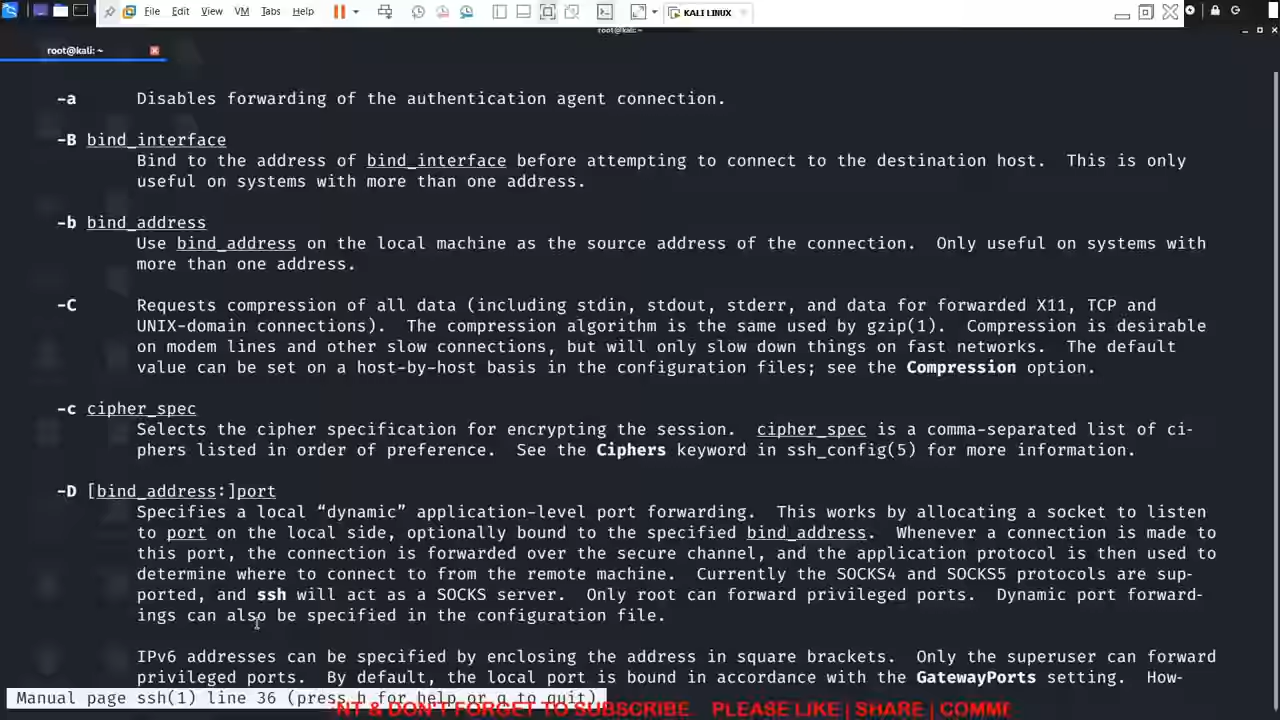 File Edit View VM Tabs Help KALI LINUX
root@kali: ~
root@kali: ~
-a Disables forwarding of the authentication agent connection.
-B bind_interface
Bind to the address of bind_interface before attempting to connect to the destination host. This is only
useful on systems with more than one address.
-b bind_address
Use bind_address on the local machine as the source address of the connection. Only useful on systems with
more than one address.
-C Requests compression of all data (including stdin, stdout, stderr, and data for forwarded X11, TCP and
UNIX-domain connections). The compression algorithm is the same used by gzip(1). Compression is desirable
on modem lines and other slow connections, but will only slow down things on fast networks. The default
value can be set on a host-by-host basis in the configuration files; see the Compression option.
-c cipher_spec
Selects the cipher specification for encrypting the session. cipher_spec is a comma-separated list of ci-
phers listed in order of preference. See the Ciphers keyword in ssh_config(5) for more information.
-D [bind_address:]port
Specifies a local “dynamic” application-level port forwarding. This works by allocating a socket to listen
to port on the local side, optionally bound to the specified bind_address. Whenever a connection is made to
this port, the connection is forwarded over the secure channel, and the application protocol is then used to
determine where to connect to from the remote machine. Currently the SOCKS4 and SOCKS5 protocols are sup-
ported, and ssh will act as a SOCKS server. Only root can forward privileged ports. Dynamic port forward-
ings can also be specified in the configuration file.
IPv6 addresses can be specified by enclosing the address in square brackets. Only the superuser can forward
privileged ports. By default, the local port is bound in accordance with the GatewayPorts setting. How-
Manual page ssh(1) line 36 (press h for help or q to quit)
NT & DON'T FORGET TO SUBSCRIBE PLEASE LIKE | SHARE | COMME